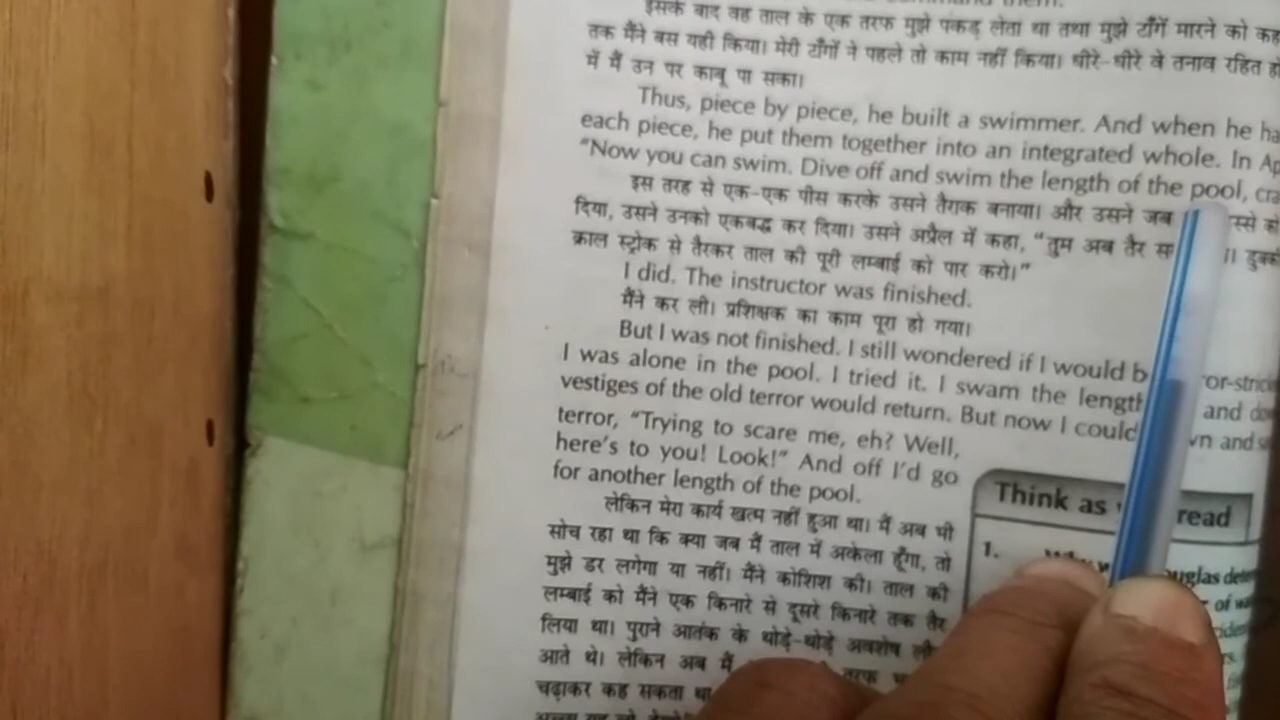 them.
इसके बाद वह ताल के एक तरफ मुझे पकड़ लेता था तथा मुझे टाँगें मारने को
तक मैंने बस यही किया। मेरी टाँगों ने पहले तो काम नहीं किया। धीरे-धीरे वे तनाव रहित
में मैं उन पर काबू पा सका।
Thus, piece by piece, he built a swimmer. And when he
each piece, he put them together into an integrated whole. In
"Now you can swim. Dive off and swim the length of the pool,
इस तरह से एक-एक पीस करके उसने तैराक बनाया। और उसने जब
दिया, उसने उनको एकबद्ध कर दिया। उसने अप्रैल में कहा, "तुम अब तैर
क्राल स्ट्रोक से तैरकर ताल की पूरी लम्बाई को पार करो।"
I did. The instructor was finished.
मैंने कर ली। प्रशिक्षक का काम पूरा हो गया।
But I was not finished. I still wondered if I would
I was alone in the pool. I tried it. I swam the length and
vestiges of the old terror would return. But now I could and
terror, "Trying to scare me, eh? Well,
here's to you! Look!" And off I'd go
for another length of the pool.
Think as read
लेकिन मेरा कार्य खत्म नहीं हुआ था। मैं अब भी
सोच रहा था कि क्या जब मैं ताल में अकेला हूँगा, तो
मुझे डर लगेगा या नहीं। मैंने कोशिश की। ताल की
लम्बाई को मैंने एक किनारे से दूसरे किनारे तक तैर
लिया था। पुराने आतंक के थोड़े-थोड़े अवशेष
आते थे। लेकिन अब मैं तरफ
चढ़ाकर कह सकता था
1.
of